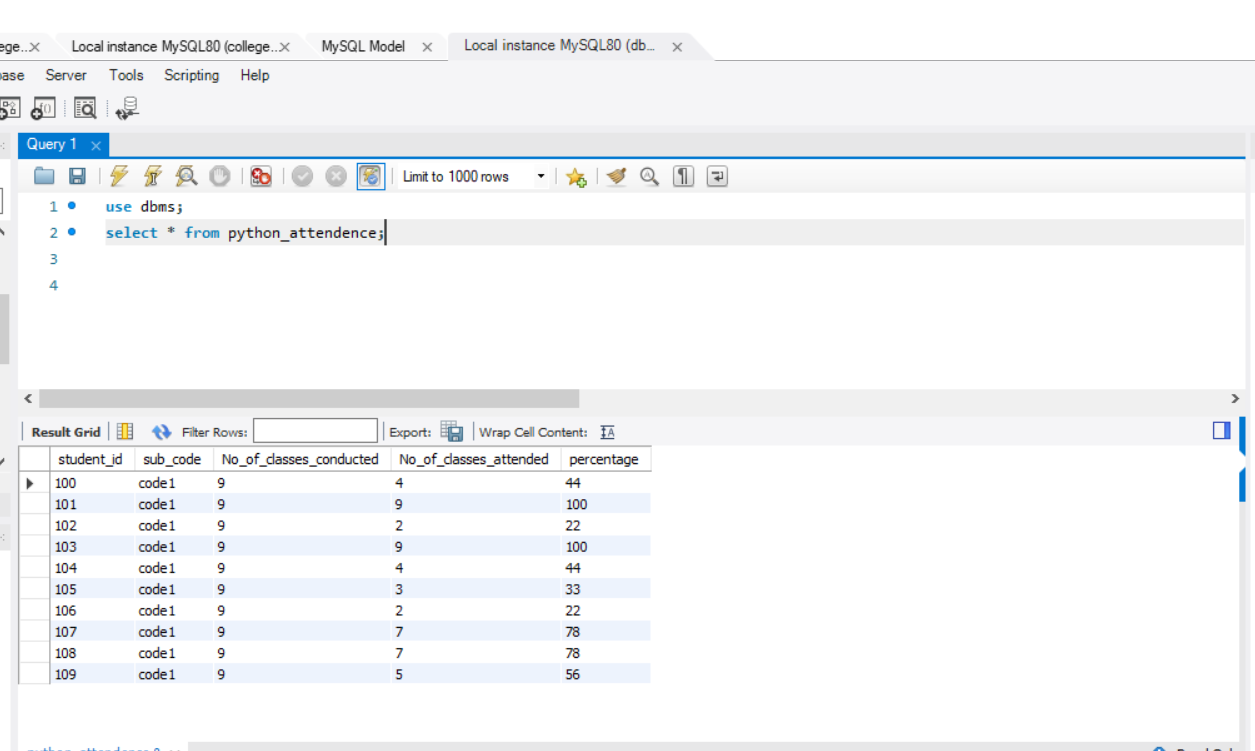 ege..× Local instance MySQL80 (college..× MySQL Model × Local instance MySQL80 (db... ×
Server Tools Scripting Help
Query 1 ×
Limit to 1000 rows
1 use dbms;
2 select * from python_attendence;
3
4
Result Grid Filter Rows: Export: Wrap Cell Content: IA
student_id sub_code No_of_classes_conducted No_of_classes_attended percentage
100 code1 9 4 44
101 code1 9 9 100
102 code1 9 2 22
103 code1 9 9 100
104 code1 9 4 44
105 code1 9 3 33
106 code1 9 2 22
107 code1 9 7 78
108 code1 9 7 78
109 code1 9 5 56